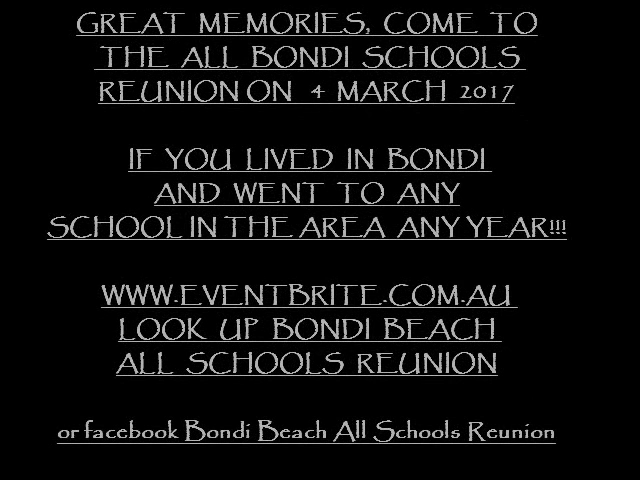 GREAT MEMORIES, COME TO
THE ALL BONDI SCHOOLS
REUNION ON 4 MARCH 2017
IF YOU LIVED IN BONDI
AND WENT TO ANY
SCHOOL IN THE AREA ANY YEAR!!!
WWW.EVENTBRITE.COM.AU
LOOK UP BONDI BEACH
ALL SCHOOLS REUNION
or facebook Bondi Beach All Schools Reunion